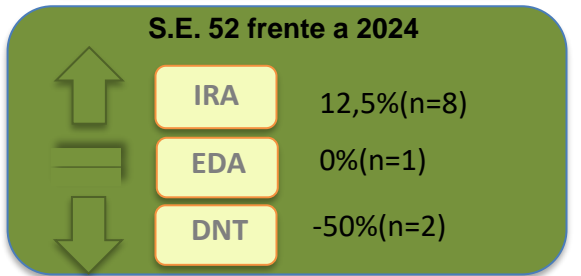 S.E. 52 frente a 2024
IRA 12,5%(n=8)
EDA 0%(n=1)
DNT -50%(n=2)